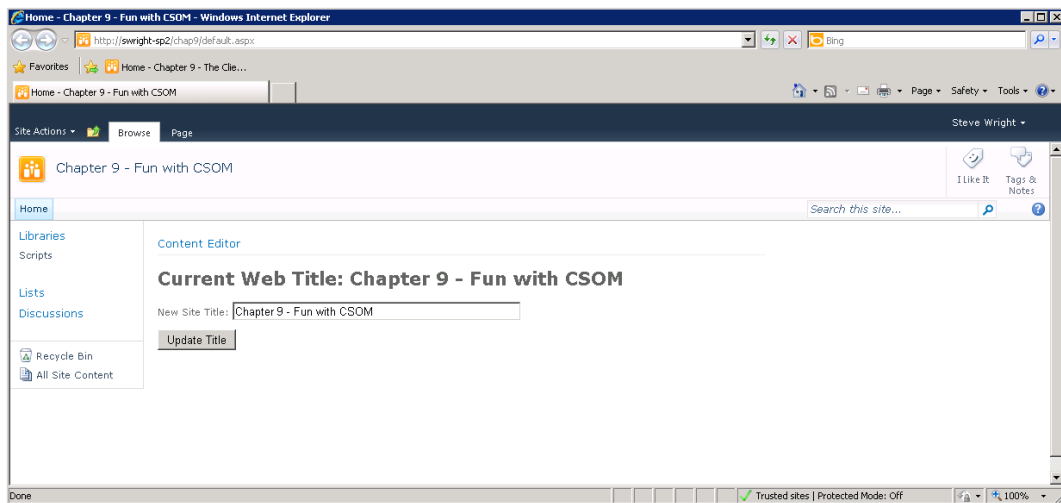 Home - Chapter 9 - Fun with CSOM - Windows Internet Explorer
http://swright-sp2/chap9/default.aspx
Bing
Favorites
Home - Chapter 9 - The Clie...
Home - Chapter 9 - Fun with CSOM
Page
Safety
Tools
Site Actions
Browse
Page
Steve Wright
Chapter 9 - Fun with CSOM
I Like It
Tags &
Notes
Home
Search this site...
Libraries
Scripts
Lists
Discussions
Recycle Bin
All Site Content
Content Editor
Current Web Title: Chapter 9 - Fun with CSOM
New Site Title: Chapter 9 - Fun with CSOM
Update Title
Done
Trusted sites | Protected Mode: Off
100%